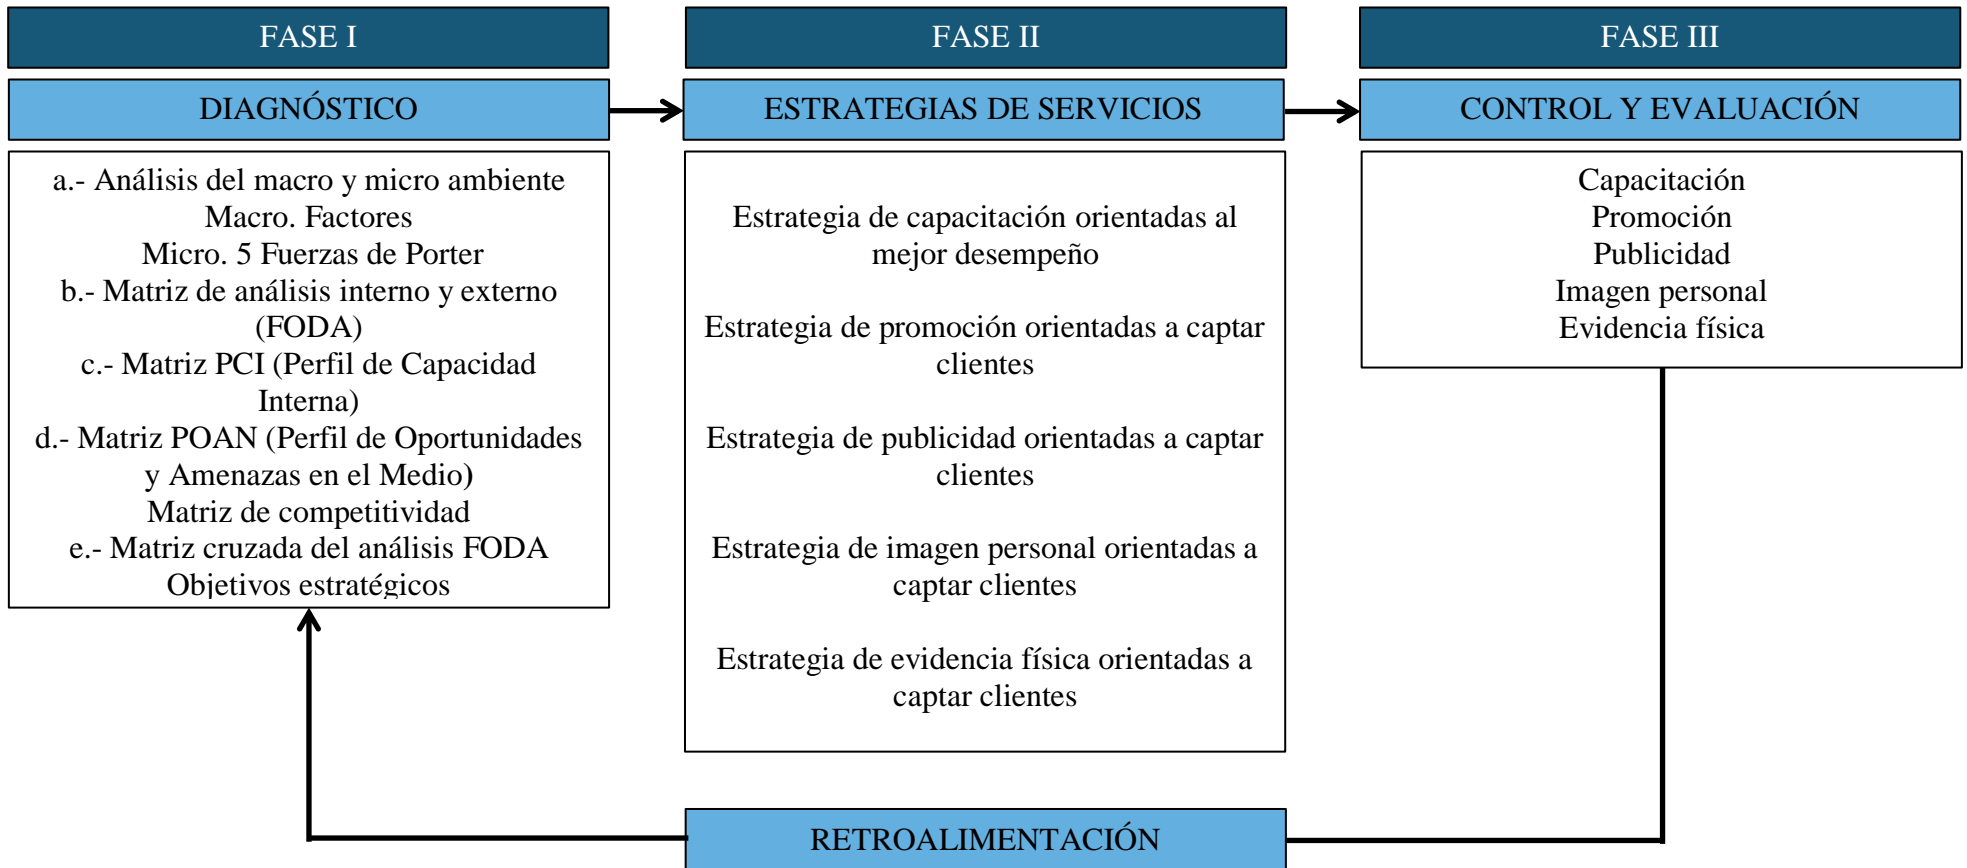 FASE I
DIAGNÓSTICO
a.- Análisis del macro y micro ambiente
Macro. Factores
Micro. 5 Fuerzas de Porter
b.- Matriz de análisis interno y externo
(FODA)
c.- Matriz PCI (Perfil de Capacidad
Interna)
d.- Matriz POAN (Perfil de Oportunidades
y Amenazas en el Medio)
Matriz de competitividad
e.- Matriz cruzada del análisis FODA
Objetivos estratégicos
FASE II
ESTRATEGIAS DE SERVICIOS
Estrategia de capacitación orientadas al
mejor desempeño
Estrategia de promoción orientadas a captar
clientes
Estrategia de publicidad orientadas a captar
clientes
Estrategia de imagen personal orientadas a
captar clientes
Estrategia de evidencia física orientadas a
captar clientes
FASE III
CONTROL Y EVALUACIÓN
Capacitación
Promoción
Publicidad
Imagen personal
Evidencia física
RETROALIMENTACIÓN